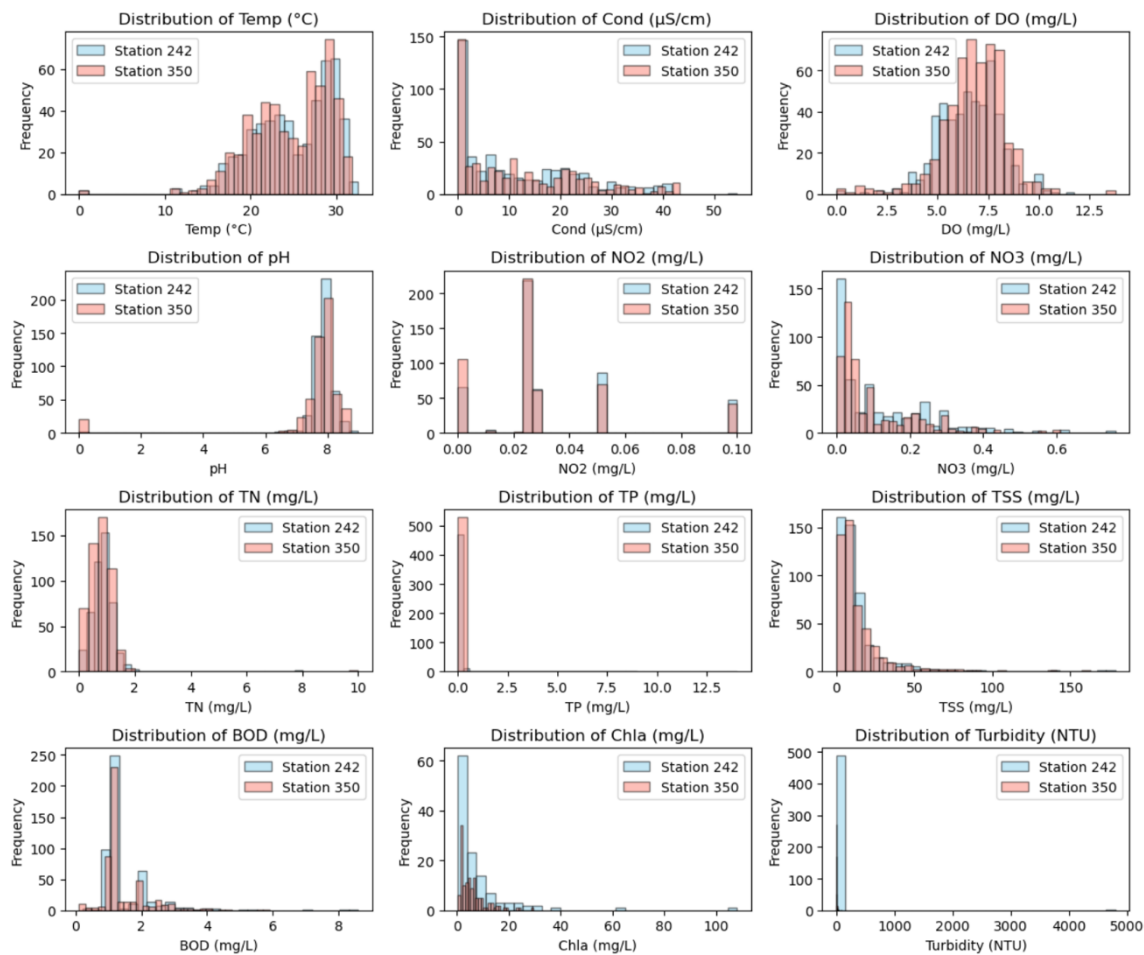 Distribution of Temp (°C)
Frequency
60
40
20
0
Station 242
Station 350
0 10 20 30
Temp (°C)
Distribution of Cond (µS/cm)
Frequency
150
100
50
0
Station 242
Station 350
0 10 20 30 40 50
Cond (µS/cm)
Distribution of DO (mg/L)
Frequency
60
40
20
0
Station 242
Station 350
0.0 2.5 5.0 7.5 10.0 12.5
DO (mg/L)
Distribution of pH
Frequency
200
150
100
50
0
Station 242
Station 350
0 2 4 6 8
pH
Distribution of NO2 (mg/L)
Frequency
200
150
100
50
0
Station 242
Station 350
0.00 0.02 0.04 0.06 0.08 0.10
NO2 (mg/L)
Distribution of NO3 (mg/L)
Frequency
150
100
50
0
Station 242
Station 350
0.0 0.2 0.4 0.6
NO3 (mg/L)
Distribution of TN (mg/L)
Frequency
150
100
50
0
Station 242
Station 350
0 2 4 6 8 10
TN (mg/L)
Distribution of TP (mg/L)
Frequency
500
400
300
200
100
0
Station 242
Station 350
0.0 2.5 5.0 7.5 10.0 12.5
TP (mg/L)
Distribution of TSS (mg/L)
Frequency
150
100
50
0
Station 242
Station 350
0 50 100 150
TSS (mg/L)
Distribution of BOD (mg/L)
Frequency
250
200
150
100
50
0
Station 242
Station 350
0 2 4 6 8
BOD (mg/L)
Distribution of Chla (mg/L)
Frequency
60
40
20
0
Station 242
Station 350
0 20 40 60 80 100
Chla (mg/L)
Distribution of Turbidity (NTU)
Frequency
500
400
300
200
100
0
Station 242
Station 350
0 1000 2000 3000 4000 5000
Turbidity (NTU)